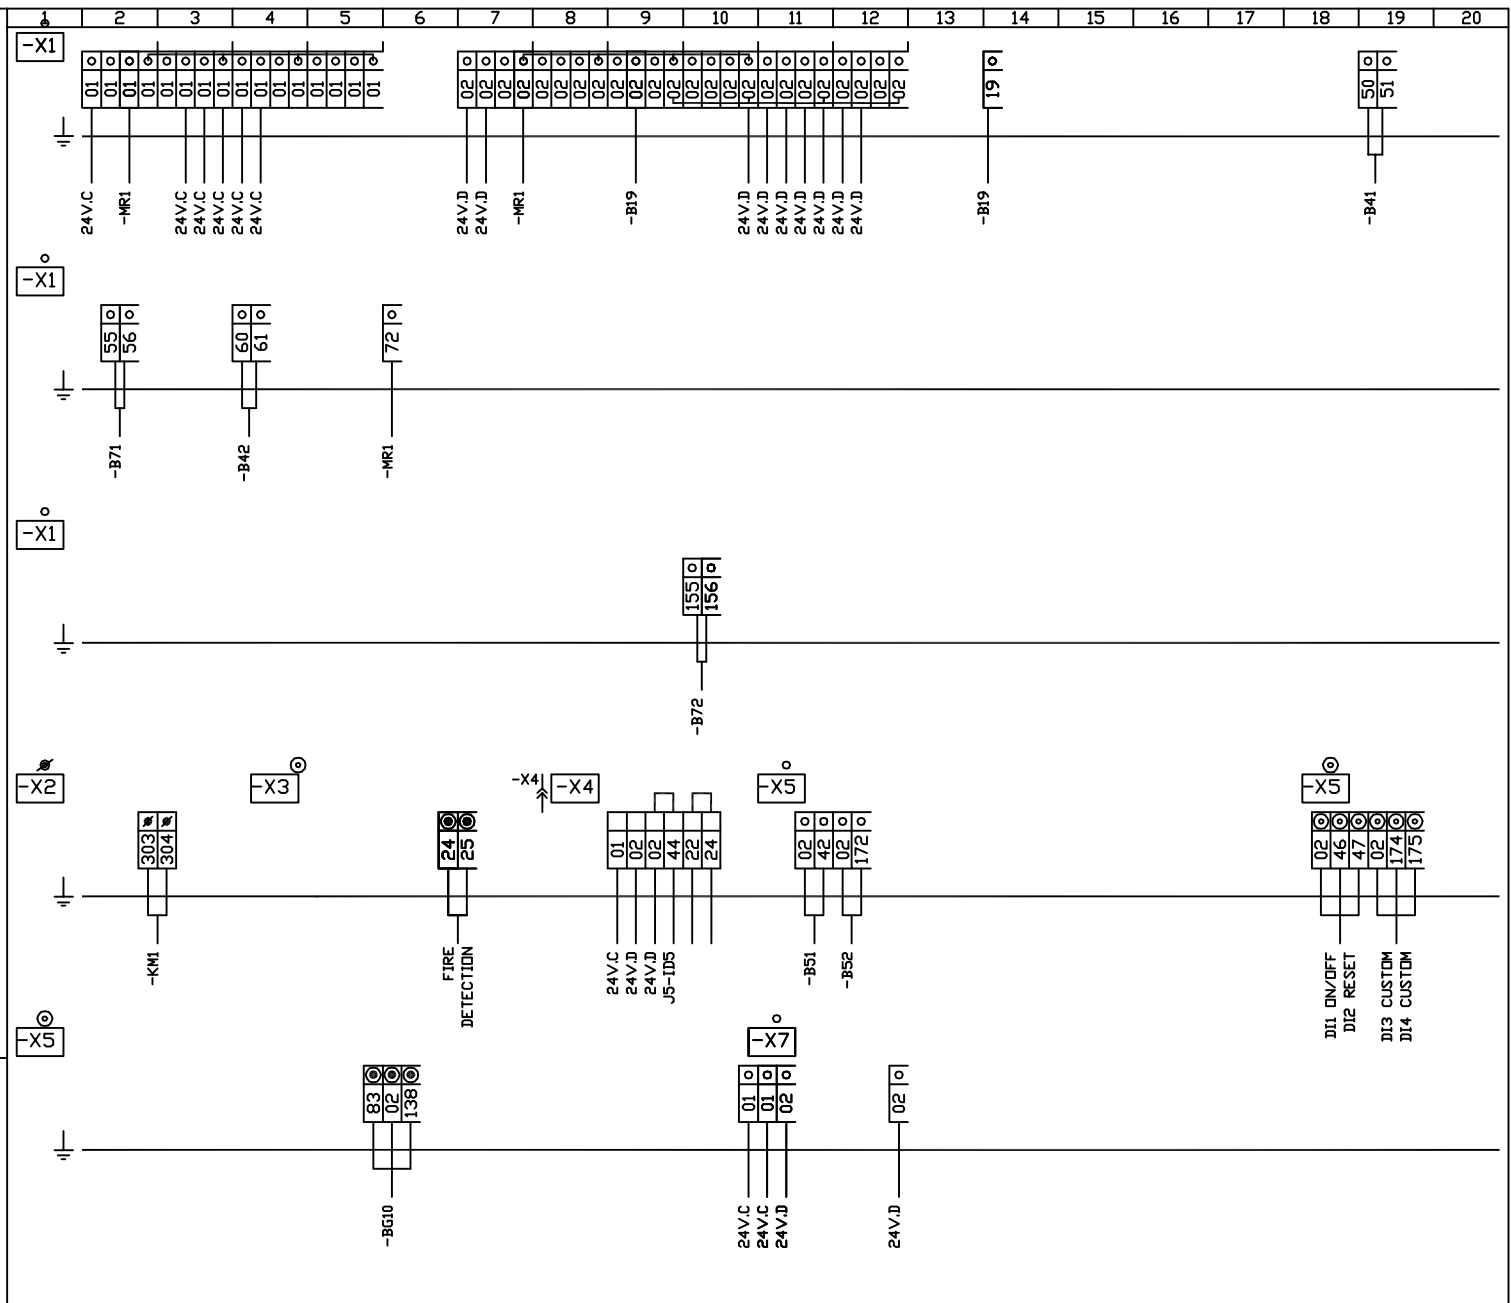 1 2 3 4 5 6 7 8 9 10 11 12 13 14 15 16 17 18 19 20
-X1
01 01 01 01 01 01 01 01 01 01 01 01 01 01 01 01 02 02 02 02 02 02 02 02 02 02 02 02 02 02 02 02 02 02 02 02 02 02 02 02 19 50 51
24V.C -MR1 24V.C 24V.C 24V.C 24V.C 24V.C 24V.D 24V.D -MR1 -B19 24V.D 24V.D 24V.D 24V.D 24V.D 24V.D 24V.D -B19 -B41
-X1
55 56 60 61 72
-B71 -B42 -MR1
-X1
155 156
-B72
-X2 -X3 -X4 -X4 -X5 -X5
303 304 24 25 01 02 02 44 22 24 02 42 02 172 02 46 47 02 174 175
-KM1
FIRE
DETECTION
24V.C 24V.D 24V.D J5-ID5
-B51 -B52
DI1 ON/OFF
DI2 RESET
DI3 CUSTOM
DI4 CUSTOM
-X5 -X7
83 02 138 01 01 02 02
-BG10 24V.C 24V.C 24V.D 24V.D